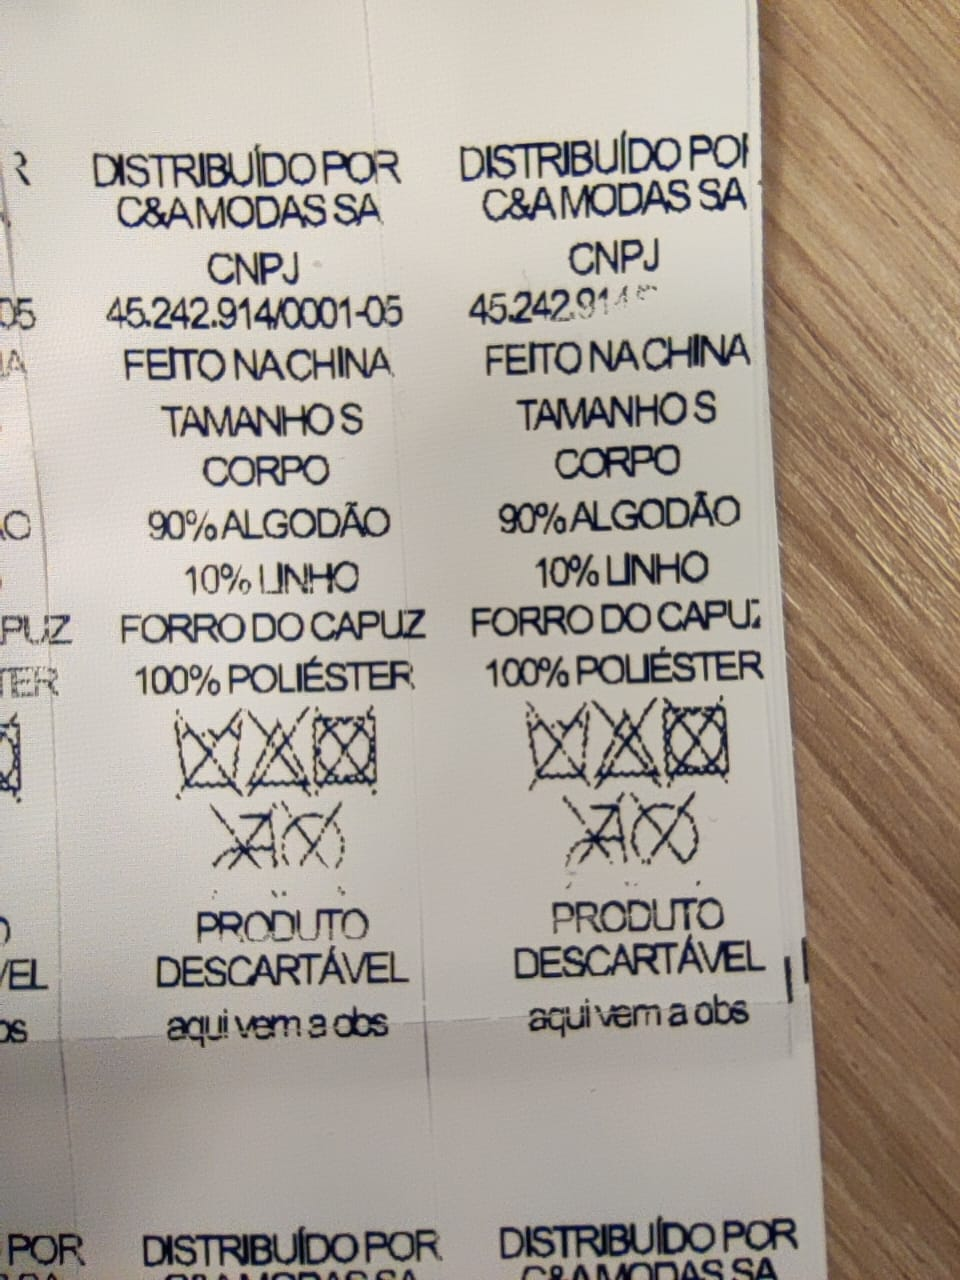 DISTRIBUÍDO POR
C&A MODAS SA
CNPJ
45.242.914/0001-05
FEITO NA CHINA
TAMANHO S
CORPO
90% ALGODÃO
10% LINHO
FORRO DO CAPUZ
100% POLIÉSTER
PRODUTO
DESCARTÁVEL
aqui vem a obs
DISTRIBUÍDO POR
C&A MODAS SA
CNPJ
45.242.914
FEITO NA CHINA
TAMANHO S
CORPO
90% ALGODÃO
10% LINHO
FORRO DO CAPUZ
100% POLIÉSTER
PRODUTO
DESCARTÁVEL
aqui vem a obs
POR
DISTRIBUÍDO POR
C&A MODAS SA
DISTRIBUÍDO POR
C&A MODAS SA